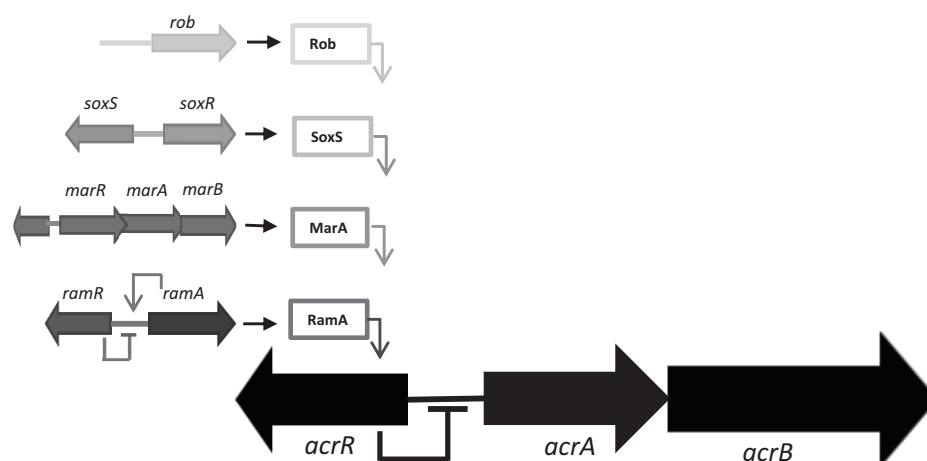 rob
Rob
soxS soxR
SoxS
marR marA marB
MarA
ramR ramA
RamA
acrR acrA acrB